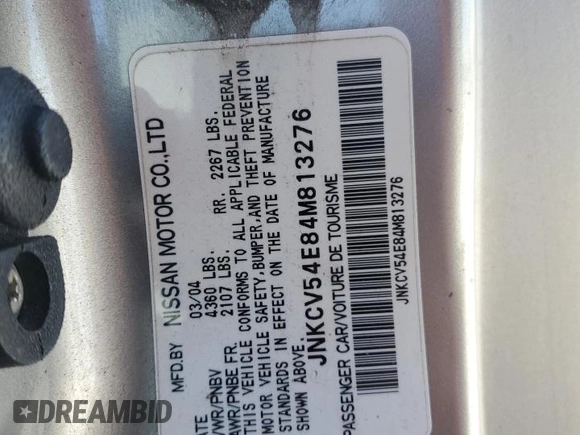 MFD.BY NISSAN MOTOR CO.,LTD
ATE 03/04
VWR/PNBV 4360 LBS.
AWR/PNBE FR. 2107 LBS. RR. 2267 LBS.
THIS VEHICLE CONFORMS TO ALL APPLICABLE FEDERAL
MOTOR VEHICLE SAFETY,BUMPER,AND THEFT PREVENTION
STANDARDS IN EFFECT ON THE DATE OF MANUFACTURE
SHOWN ABOVE.
JNKCV54E84M813276
PASSENGER CAR/VOITURE DE TOURISME
JNKCV54E84M813276
DREAMBID